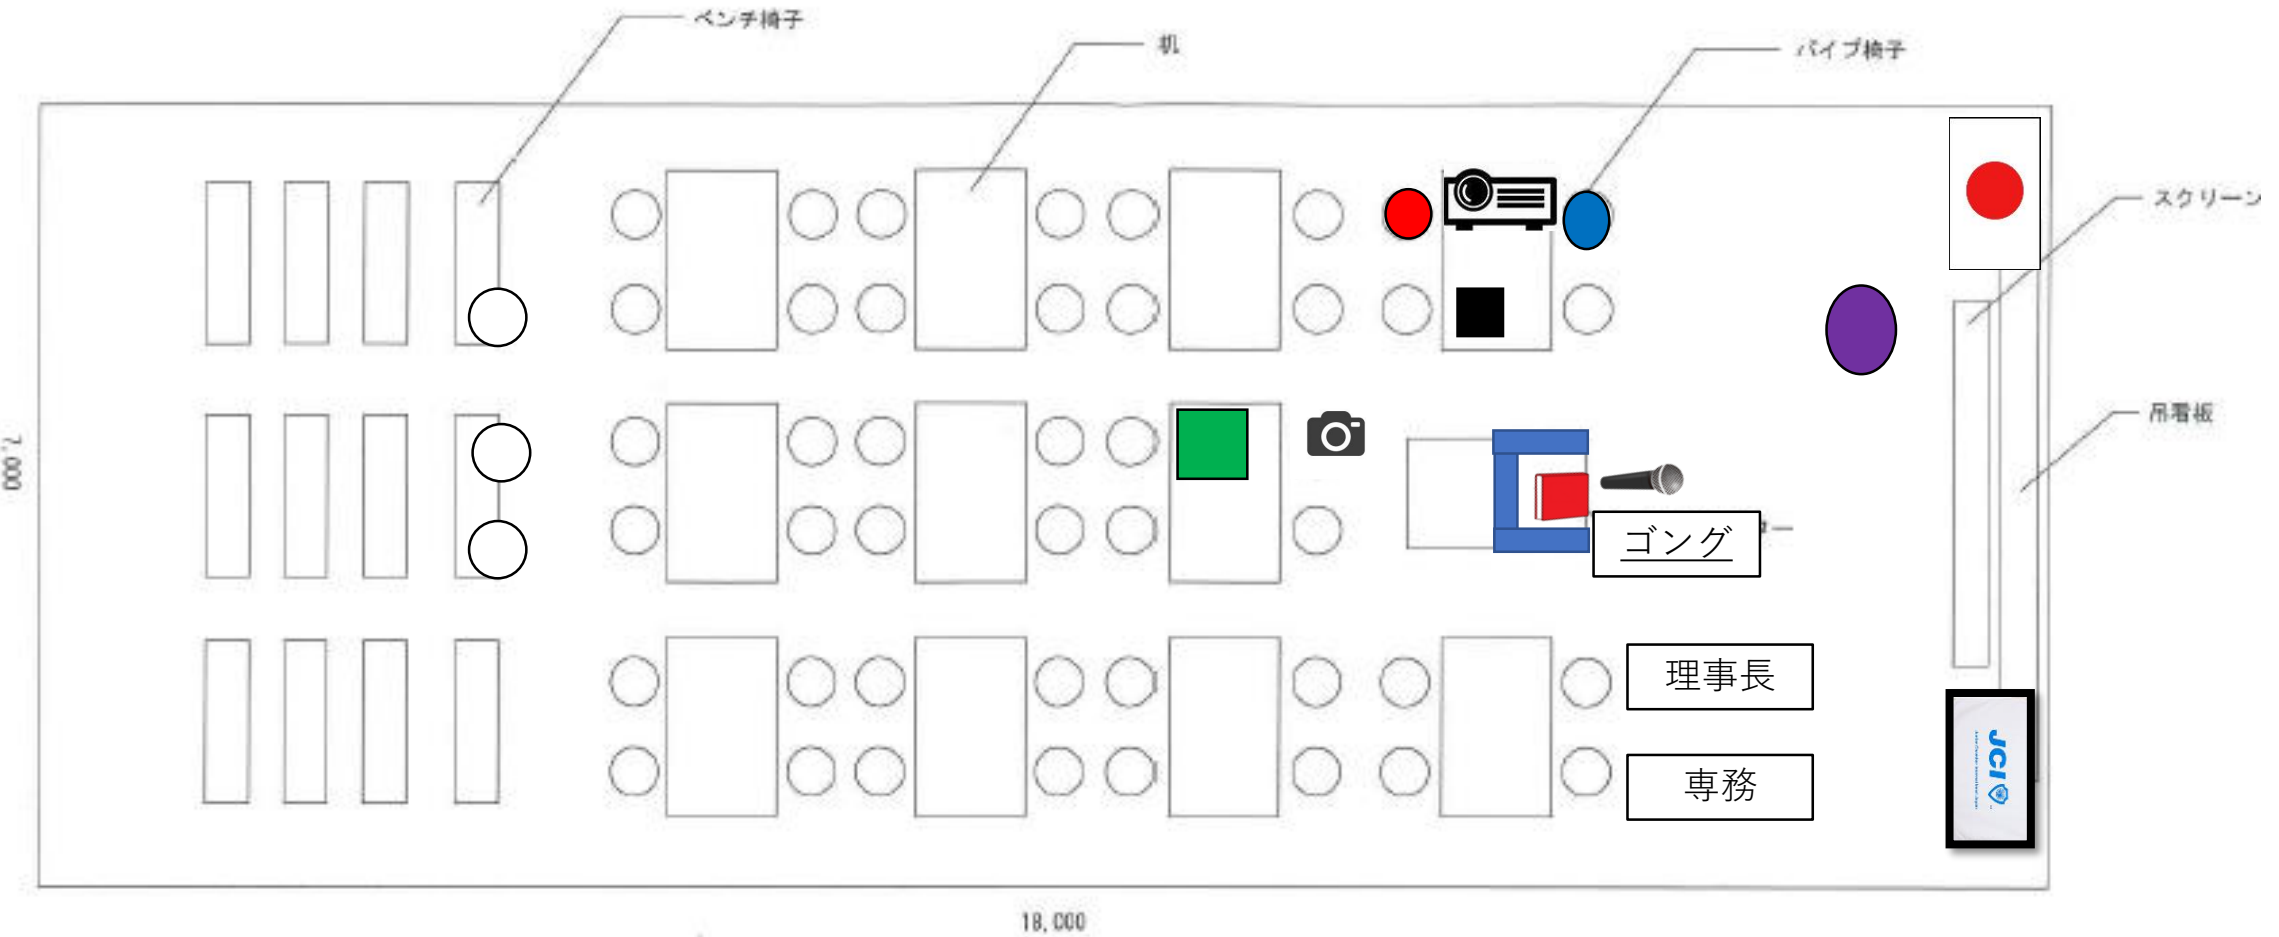 ベンチ椅子
机
パイプ椅子
スクリーン
吊看板
7,000
ゴング
ー
理事長
専務
JCI
18,000